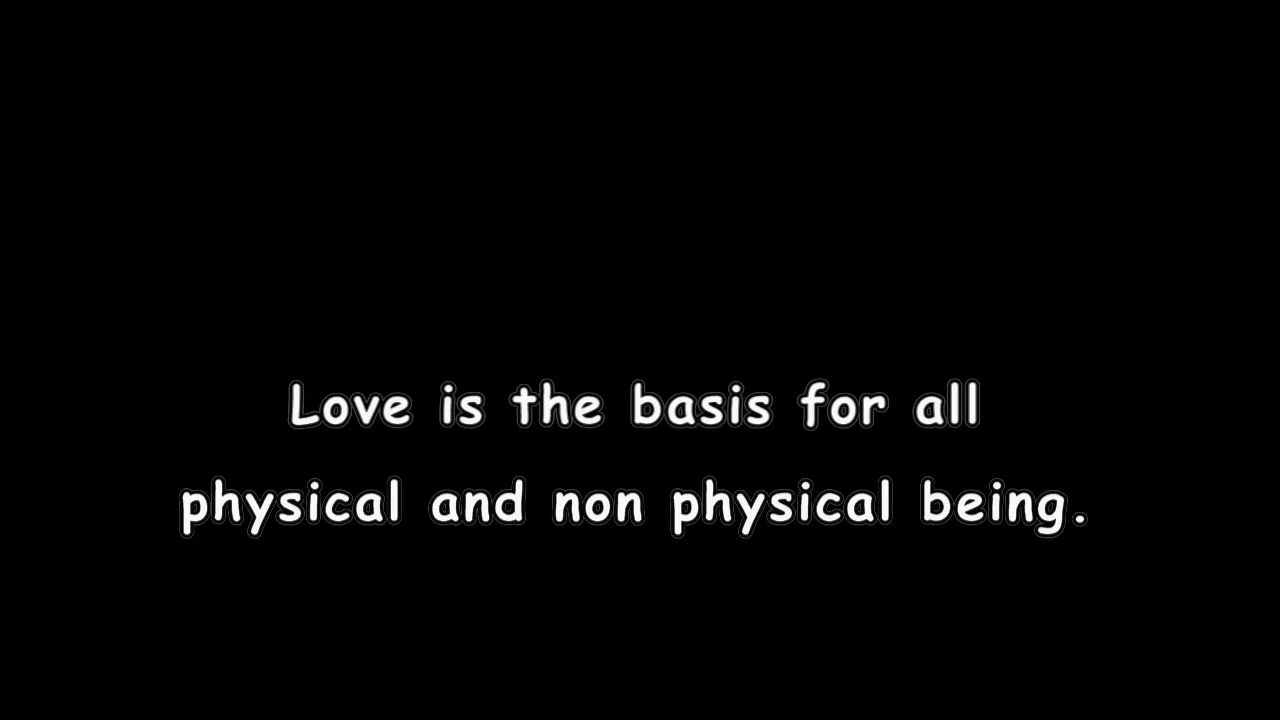 Love is the basis for all
physical and non physical being.